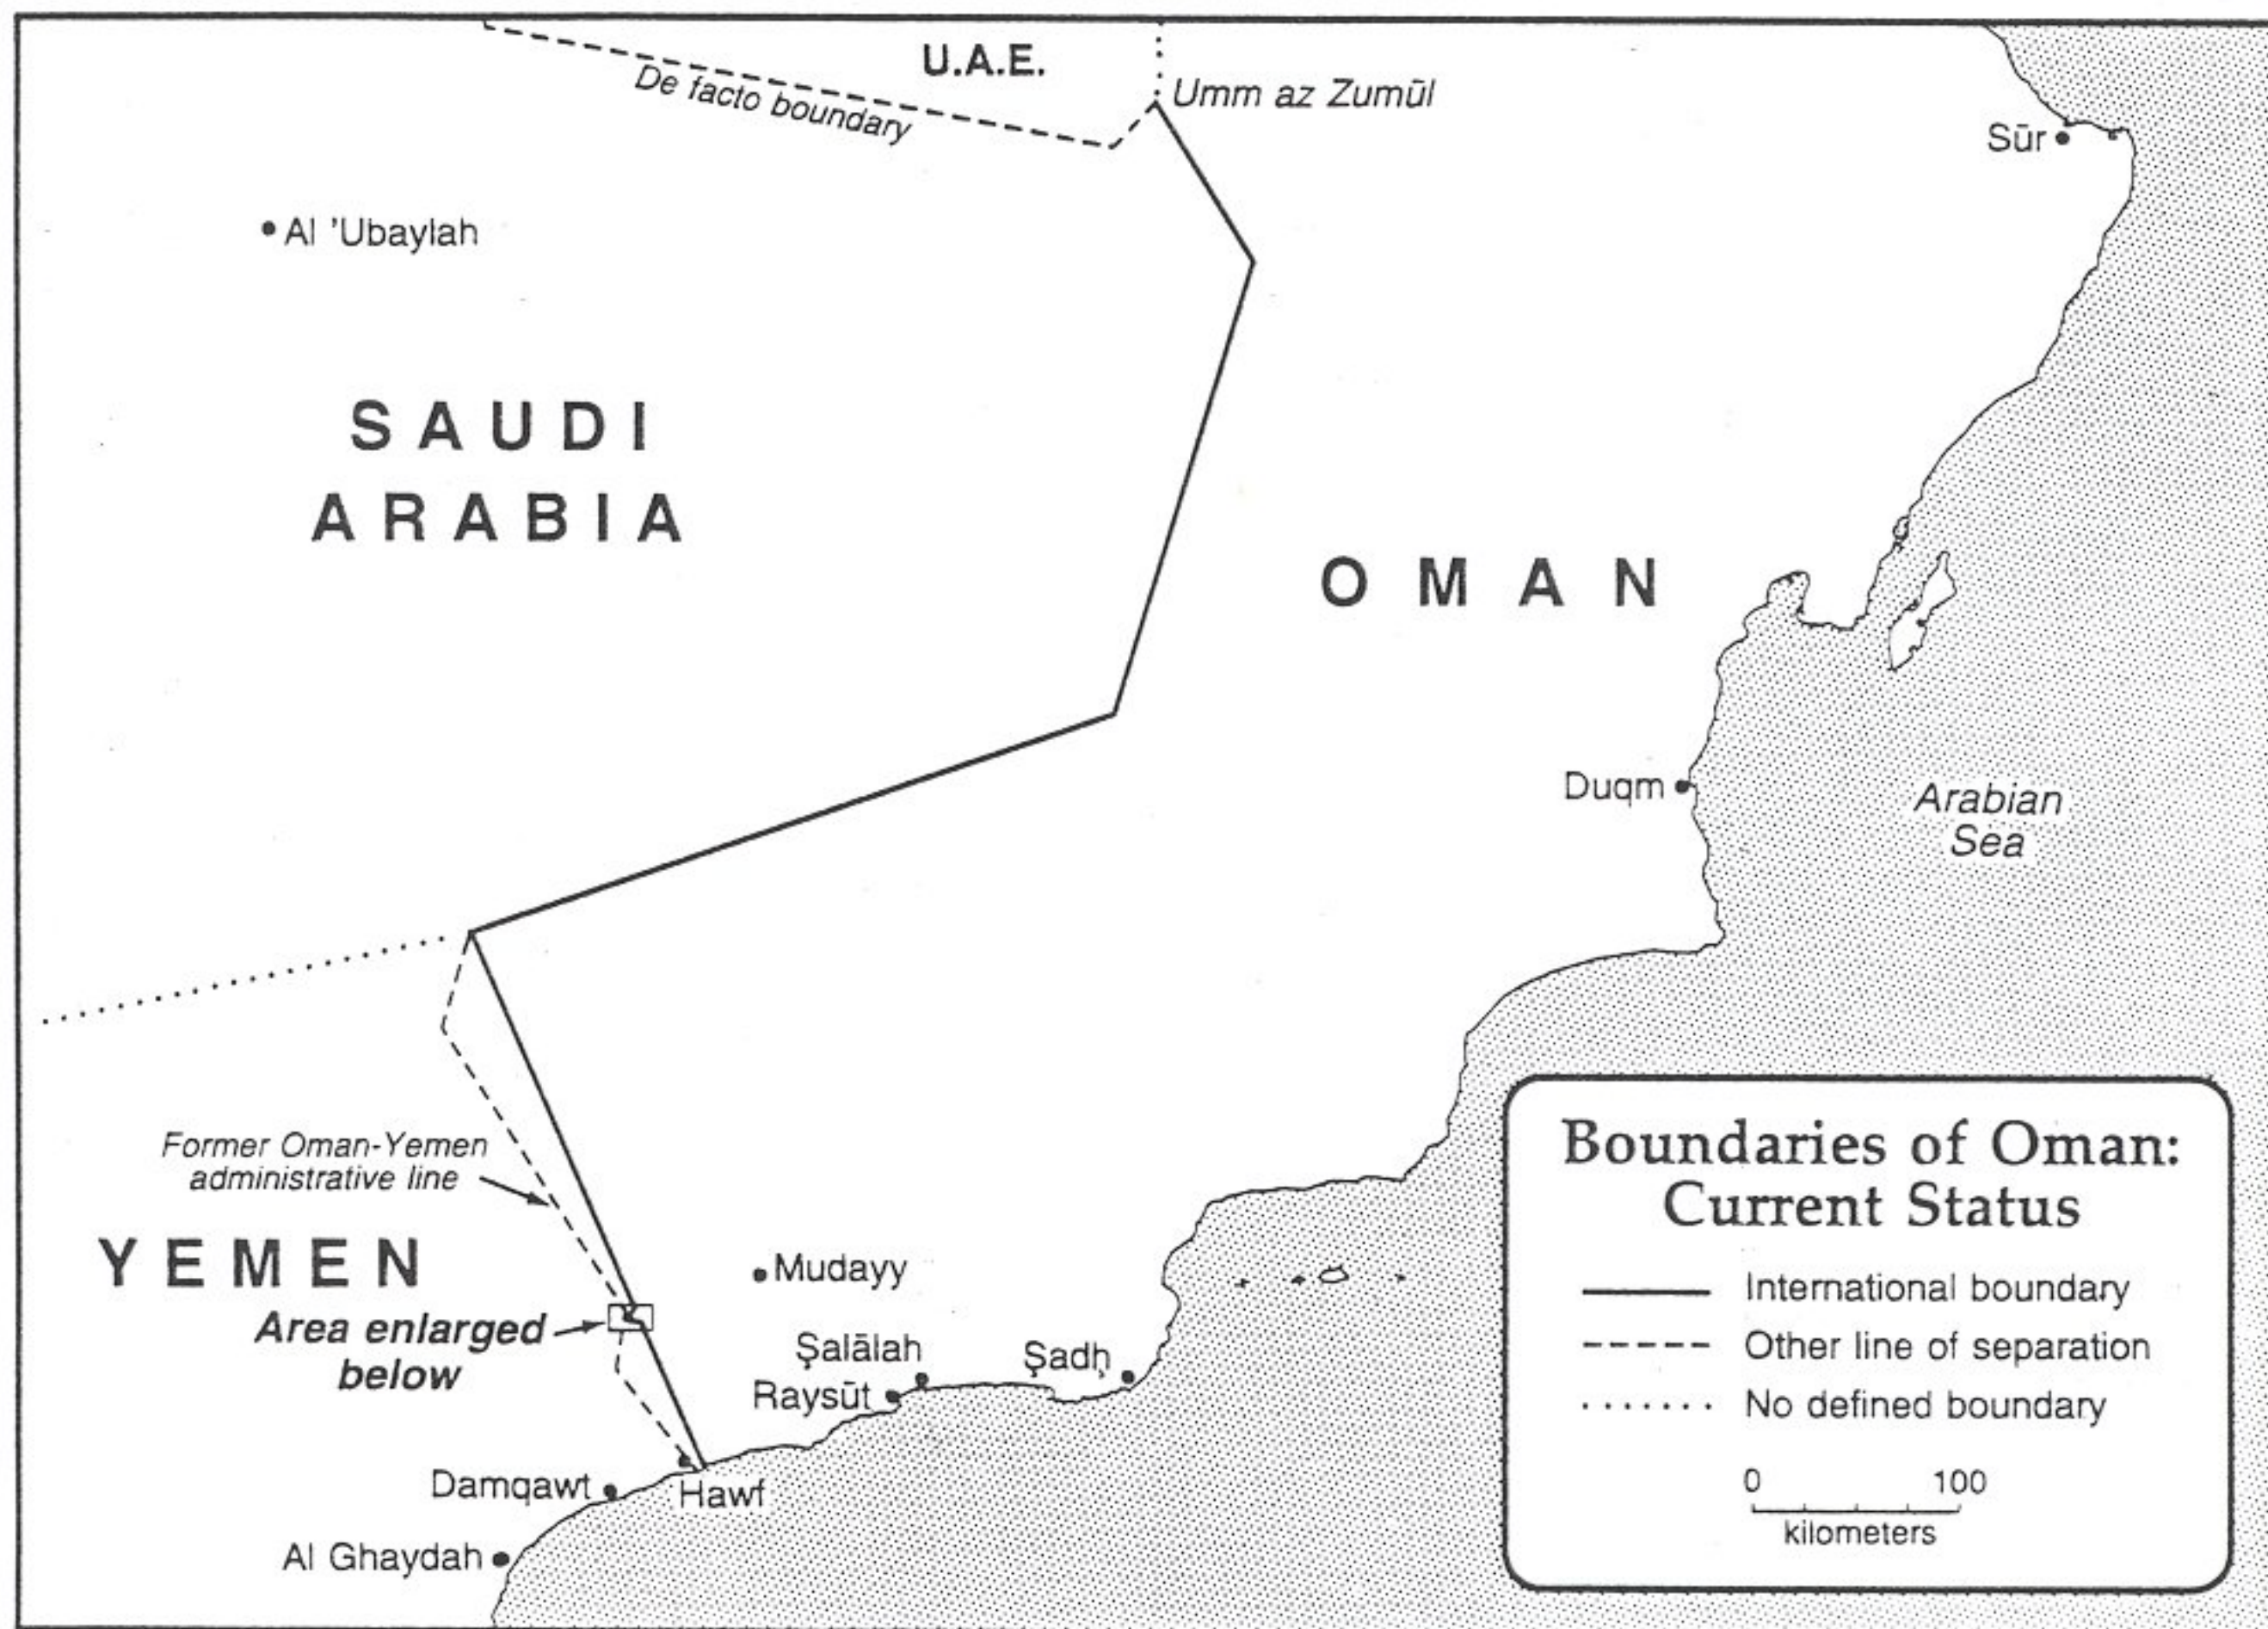 U.A.E.
De facto boundary
Umm az Zumūl
Sūr
Al 'Ubaylah
SAUDI
ARABIA
OMAN
Duqm
Arabian
Sea
Former Oman-Yemen
administrative line
YEMEN
Area enlarged
below
Mudayy
Şalālah
Raysūt
Şadḩ
Damqawt
Hawf
Al Ghaydah
Boundaries of Oman:
Current Status
International boundary
Other line of separation
No defined boundary
0 100
kilometers